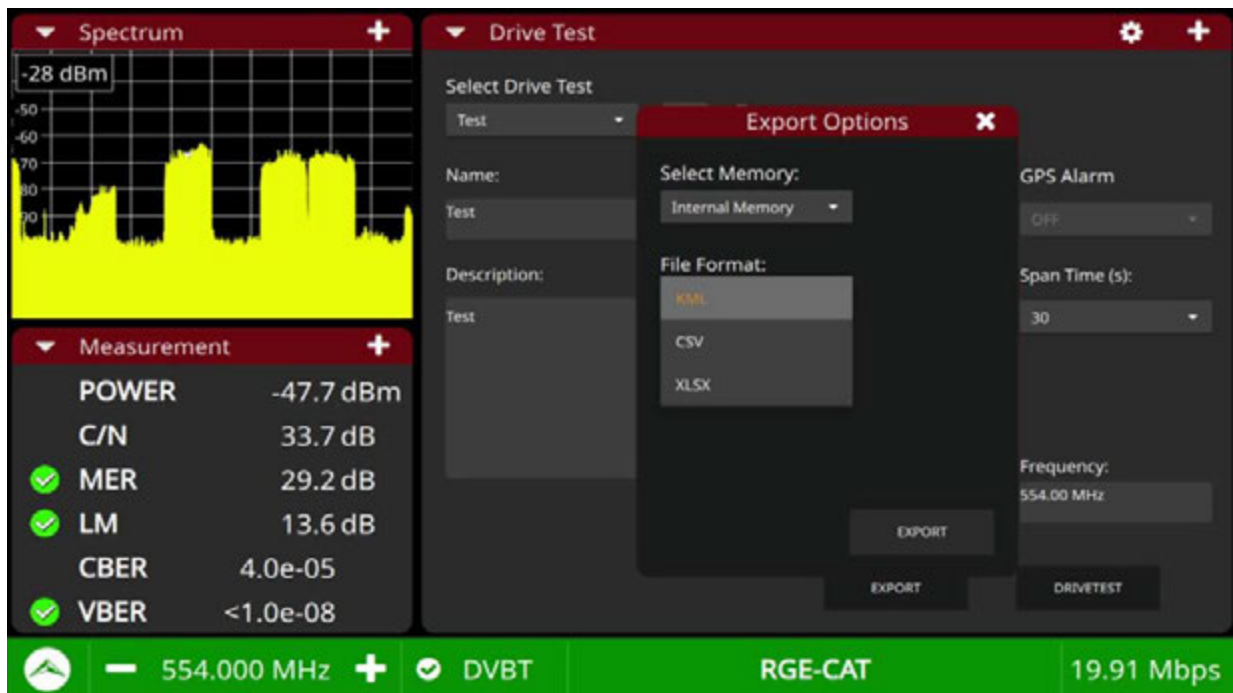 Spectrum
-28 dBm
-50
-60
-70
80
90
Measurement
POWER -47.7 dBm
C/N 33.7 dB
MER 29.2 dB
LM 13.6 dB
CBER 4.0e-05
VBER <1.0e-08
Drive Test
Select Drive Test
Test
Name:
Test
Description:
Test
Export Options
Select Memory:
Internal Memory
File Format:
KML
CSV
XLSX
EXPORT
GPS Alarm
OFF
Span Time (s):
30
Frequency:
554.00 MHz
EXPORT
DRIVETEST
554.000 MHz
DVBT
RGE-CAT
19.91 Mbps